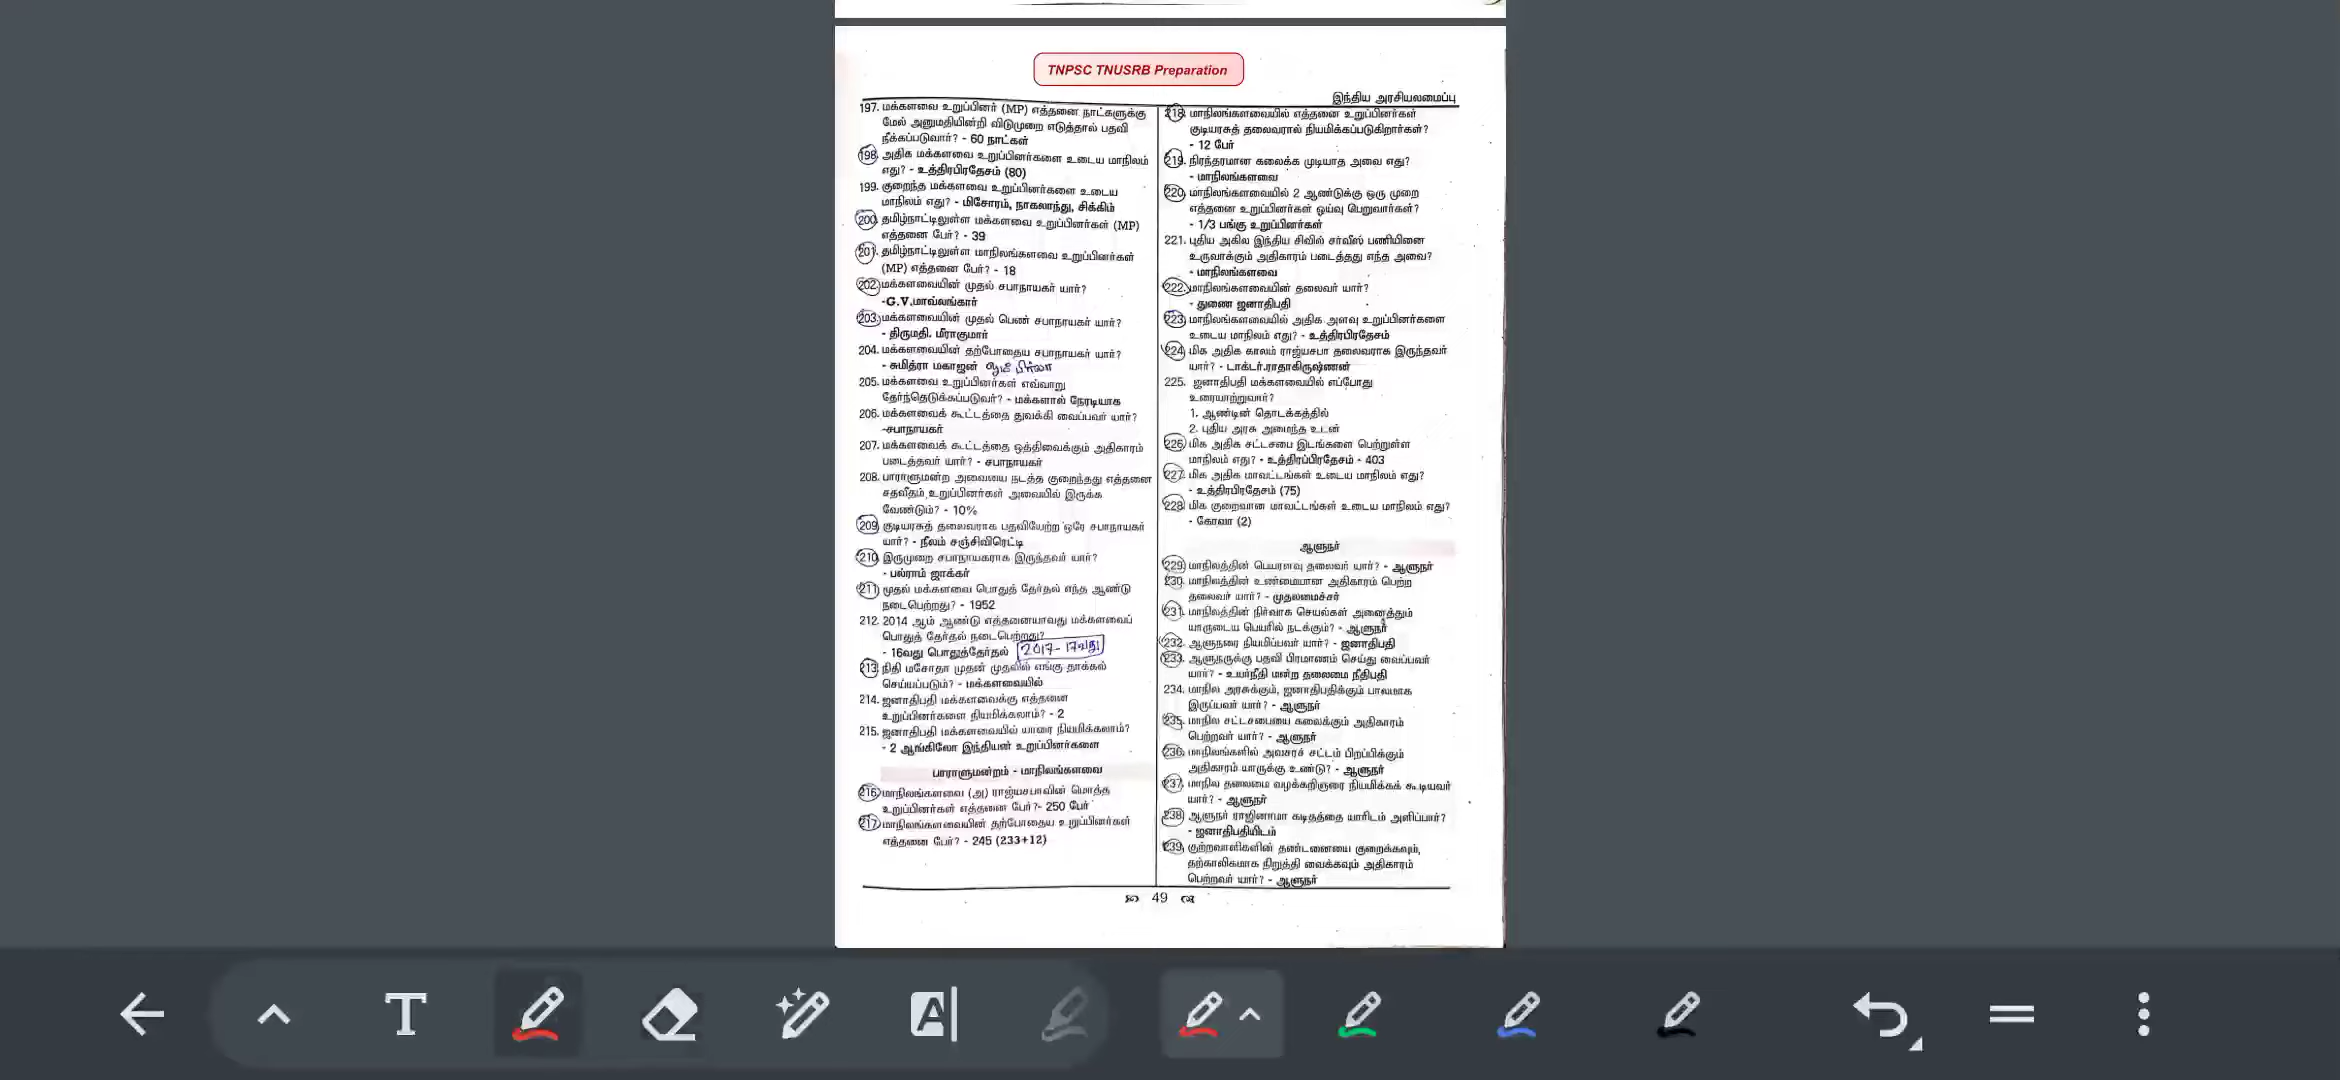 TNPSC TNUSRB Preparation
இந்திய அரசியலமைப்பு
197. மக்களவை உறுப்பினர் (MP) எத்தனை நாட்களுக்கு
மேல் அனுமதியின்றி விடுமுறை எடுத்தால் பதவி
நீக்கப்படுவார்? - 60 நாட்கள்
198. அதிக மக்களவை உறுப்பினர்களை உடைய மாநிலம்
எது? - உத்திரபிரதேசம் (80)
199. குறைந்த மக்களவை உறுப்பினர்களை உடைய
மாநிலம் எது? - மிசோரம், நாகலாந்து, சிக்கிம்
200. தமிழ்நாட்டிலுள்ள மக்களவை உறுப்பினர்கள் (MP)
எத்தனை பேர்? - 39
201. தமிழ்நாட்டிலுள்ள மாநிலங்களவை உறுப்பினர்கள்
(MP) எத்தனை பேர்? - 18
202. மக்களவையின் முதல் சபாநாயகர் யார்?
-G.V.மாவ்லங்கார்
203. மக்களவையின் முதல் பெண் சபாநாயகர் யார்?
- திருமதி. மீராகுமார்
204. மக்களவையின் தற்போதைய சபாநாயகர் யார்?
- சுமித்ரா மகாஜன் ஓம் பிர்லா
205. மக்களவை உறுப்பினர்கள் எவ்வாறு
தேர்ந்தெடுக்கப்படுவர்? - மக்களால் நேரடியாக
206. மக்களவைக் கூட்டத்தை துவக்கி வைப்பவர் யார்?
-சபாநாயகர்
207. மக்களவைக் கூட்டத்தை ஒத்திவைக்கும் அதிகாரம்
படைத்தவர் யார்? - சபாநாயகர்
208. பாராளுமன்ற அவையை நடத்த குறைந்தது எத்தனை
சதவீதம் உறுப்பினர்கள் அவையில் இருக்க
வேண்டும்? - 10%
209. குடியரசுத் தலைவராக பதவியேற்ற ஒரே சபாநாயகர்
யார்? - நீலம் சஞ்சிவிரெட்டி
210. இருமுறை சபாநாயகராக இருந்தவர் யார்?
- பல்ராம் ஜாக்கர்
211. முதல் மக்களவை பொதுத் தேர்தல் எந்த ஆண்டு
நடைபெற்றது? - 1952
212. 2014 ஆம் ஆண்டு எத்தனையாவது மக்களவைப்
பொதுத் தேர்தல் நடைபெற்றது?
- 16வது பொதுத்தேர்தல் 2017- 17வது
213. நிதி மசோதா முதன் முதலில் எங்கு தாக்கல்
செய்யப்படும்? - மக்களவையில்
214. ஜனாதிபதி மக்களவைக்கு எத்தனை
உறுப்பினர்களை நியமிக்கலாம்? - 2
215. ஜனாதிபதி மக்களவையில் யாரை நியமிக்கலாம்?
- 2 ஆங்கிலோ இந்தியன் உறுப்பினர்களை
பாராளுமன்றம் - மாநிலங்களவை
216. மாநிலங்களவை (அ) ராஜ்யசபாவின் மொத்த
உறுப்பினர்கள் எத்தனை பேர்?- 250 பேர்
217. மாநிலங்களவையின் தற்போதைய உறுப்பினர்கள்
எத்தனை பேர்? - 245 (233+12)
218. மாநிலங்களவையில் எத்தனை உறுப்பினர்கள்
குடியரசுத் தலைவரால் நியமிக்கப்படுகிறார்கள்?
- 12 பேர்
219. நிரந்தரமான கலைக்க முடியாத அவை எது?
- மாநிலங்களவை
220. மாநிலங்களவையில் 2 ஆண்டுக்கு ஒரு முறை
எத்தனை உறுப்பினர்கள் ஓய்வு பெறுவார்கள்?
- 1/3 பங்கு உறுப்பினர்கள்
221. புதிய அகில இந்திய சிவில் சர்வீஸ் பணியினை
உருவாக்கும் அதிகாரம் படைத்தது எந்த அவை?
- மாநிலங்களவை
222. மாநிலங்களவையின் தலைவர் யார்?
- துணை ஜனாதிபதி
223. மாநிலங்களவையில் அதிக அளவு உறுப்பினர்களை
உடைய மாநிலம் எது? - உத்திரபிரதேசம்
224. மிக அதிக காலம் ராஜ்யசபா தலைவராக இருந்தவர்
யார்? - டாக்டர்.ராதாகிருஷ்ணன்
225. ஜனாதிபதி மக்களவையில் எப்போது
உரையாற்றுவார்?
1. ஆண்டின் தொடக்கத்தில்
2. புதிய அரசு அமைந்த உடன்
226. மிக அதிக சட்டசபை இடங்களை பெற்றுள்ள
மாநிலம் எது? - உத்திரப்பிரதேசம் - 403
227. மிக அதிக மாவட்டங்கள் உடைய மாநிலம் எது?
- உத்திரபிரதேசம் (75)
228. மிக குறைவான மாவட்டங்கள் உடைய மாநிலம் எது?
- கோவா (2)
ஆளுநர்
229. மாநிலத்தின் பெயரளவு தலைவர் யார்? - ஆளுநர்
230. மாநிலத்தின் உண்மையான அதிகாரம் பெற்ற
தலைவர் யார்? - முதலமைச்சர்
231. மாநிலத்தின் நிர்வாக செயல்கள் அனைத்தும்
யாருடைய பெயரில் நடக்கும்? - ஆளுநர்
232. ஆளுநரை நியமிப்பவர் யார்? - ஜனாதிபதி
233. ஆளுநருக்கு பதவி பிரமாணம் செய்து வைப்பவர்
யார்? - உயர்நீதி மன்ற தலைமை நீதிபதி
234. மாநில அரசுக்கும், ஜனாதிபதிக்கும் பாலமாக
இருப்பவர் யார்? - ஆளுநர்
235. மாநில சட்டசபையை கலைக்கும் அதிகாரம்
பெற்றவர் யார்? - ஆளுநர்
236. மாநிலங்களில் அவசரச் சட்டம் பிறப்பிக்கும்
அதிகாரம் யாருக்கு உண்டு? - ஆளுநர்
237. மாநில தலைமை வழக்கறிஞரை நியமிக்கக் கூடியவர்
யார்? - ஆளுநர்
238. ஆளுநர் ராஜினாமா கடிதத்தை யாரிடம் அளிப்பார்?
- ஜனாதிபதியிடம்
239. குற்றவாளிகளின் தண்டனையை குறைக்கவும்,
தற்காலிகமாக நிறுத்தி வைக்கவும் அதிகாரம்
பெற்றவர் யார்? - ஆளுநர்
49